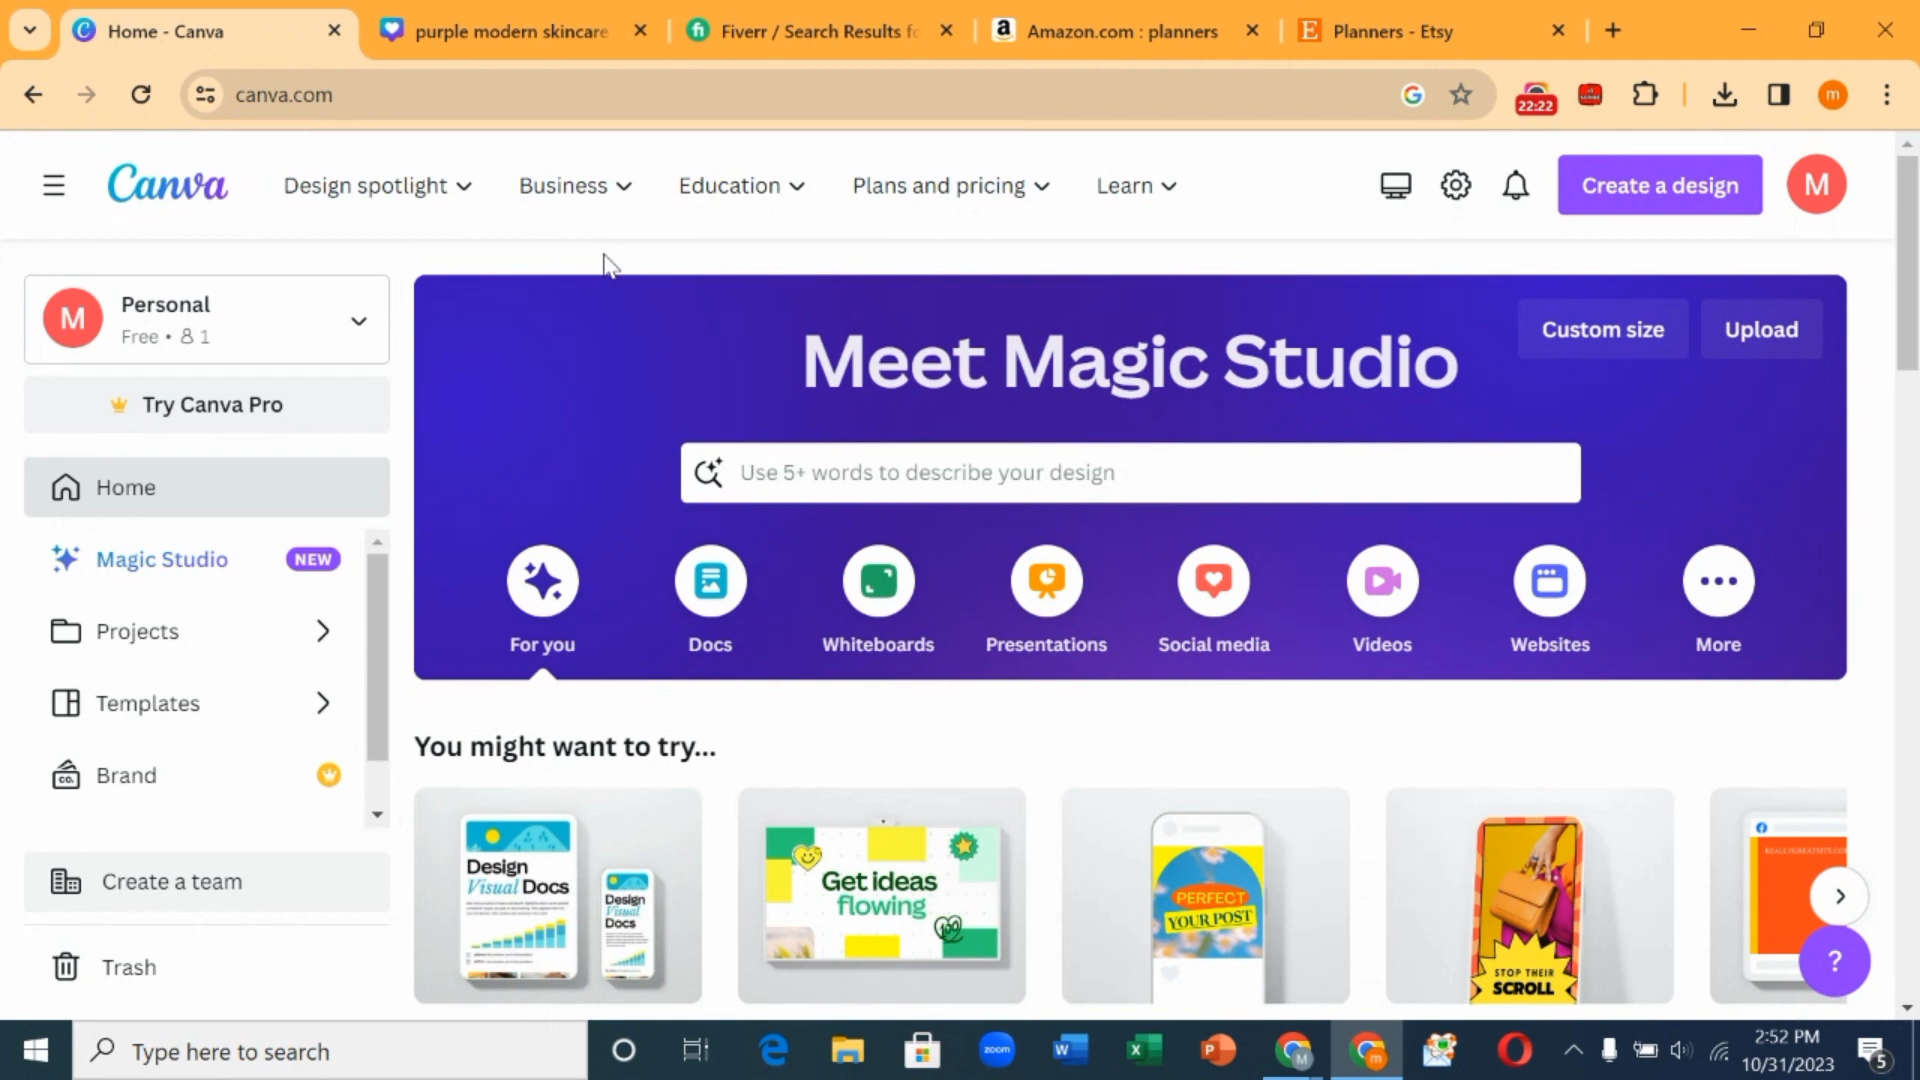 Home - Canva
purple modern skincare
Fiverr / Search Results fo
Amazon.com : planners
Planners - Etsy
canva.com
22:22
m
Canva
Design spotlight
Business
Education
Plans and pricing
Learn
Create a design
M
M
Personal
Free • 1
Try Canva Pro
Home
Magic Studio
NEW
Projects
Templates
Brand
CO.
Create a team
Trash
Meet Magic Studio
Custom size
Upload
Use 5+ words to describe your design
For you
Docs
Whiteboards
Presentations
Social media
Videos
Websites
More
You might want to try...
Design
Visual Docs
Design
Visual
Docs
Get ideas
flowing
100
PERFECT
YOUR POST
STOP THEIR
SCROLL
?
Type here to search
zoom
2:52 PM
10/31/2023
5